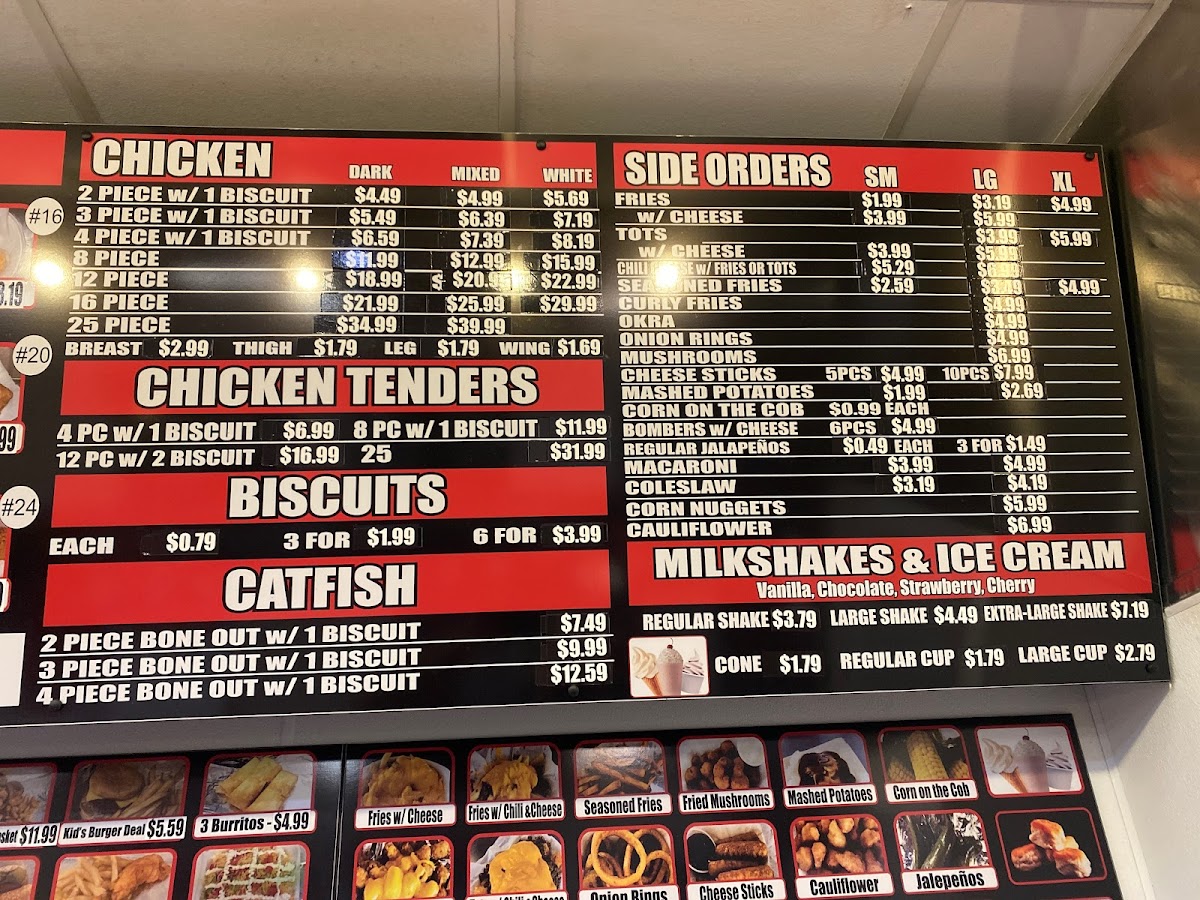 CHICKEN DARK MIXED WHITE
2 PIECE w/ 1 BISCUIT $4.49 $4.99 $5.69
3 PIECE w/ 1 BISCUIT $5.49 $6.39 $7.19
4 PIECE w/ 1 BISCUIT $6.59 $7.39 $8.19
8 PIECE $11.99 $12.99 $15.99
12 PIECE $18.99 $22.99
16 PIECE $21.99 $25.99 $29.99
25 PIECE $34.99 $39.99
BREAST $2.99 THIGH $1.79 LEG $1.79 WING $1.69
CHICKEN TENDERS
4 PC w/ 1 BISCUIT $6.99 8 PC w/ 1 BISCUIT $11.99
12 PC w/ 2 BISCUIT $16.99 25 $31.99
BISCUITS
EACH $0.79 3 FOR $1.99 6 FOR $3.99
CATFISH
2 PIECE BONE OUT w/ 1 BISCUIT $7.49
3 PIECE BONE OUT w/ 1 BISCUIT $9.99
4 PIECE BONE OUT w/ 1 BISCUIT $12.59
#16
#20
#24
SIDE ORDERS SM LG XL
FRIES $1.99 $3.19 $4.99
w/ CHEESE $3.99 $5.99
TOTS $3.99 $5.99
w/ CHEESE $3.99 $5.99
w/ FRIES OR TOTS $5.29
SEASONED FRIES $2.59 $4.99
CURLY FRIES $4.99
OKRA $4.99
ONION RINGS $4.99
MUSHROOMS $6.99
CHEESE STICKS 5PCS $4.99 10PCS $7.99
MASHED POTATOES $1.99 $2.69
CORN ON THE COB $0.99 EACH
BOMBERS w/ CHEESE 6PCS $4.99
REGULAR JALAPEÑOS $0.49 EACH 3 FOR $1.49
MACARONI $3.99 $4.99
COLESLAW $3.19 $4.19
CORN NUGGETS $5.99
CAULIFLOWER $6.99
MILKSHAKES & ICE CREAM
Vanilla, Chocolate, Strawberry, Cherry
REGULAR SHAKE $3.79 LARGE SHAKE $4.49 EXTRA-LARGE SHAKE $7.19
CONE $1.79 REGULAR CUP $1.79 LARGE CUP $2.79
$11.99 Kid's Burger Deal $5.59 3 Burritos - $4.99 Fries w/ Cheese Fries w/ Chili &Cheese Seasoned Fries Fried Mushrooms Mashed Potatoes Corn on the Cob
Onion Rings Cheese Sticks Cauliflower Jalepeños